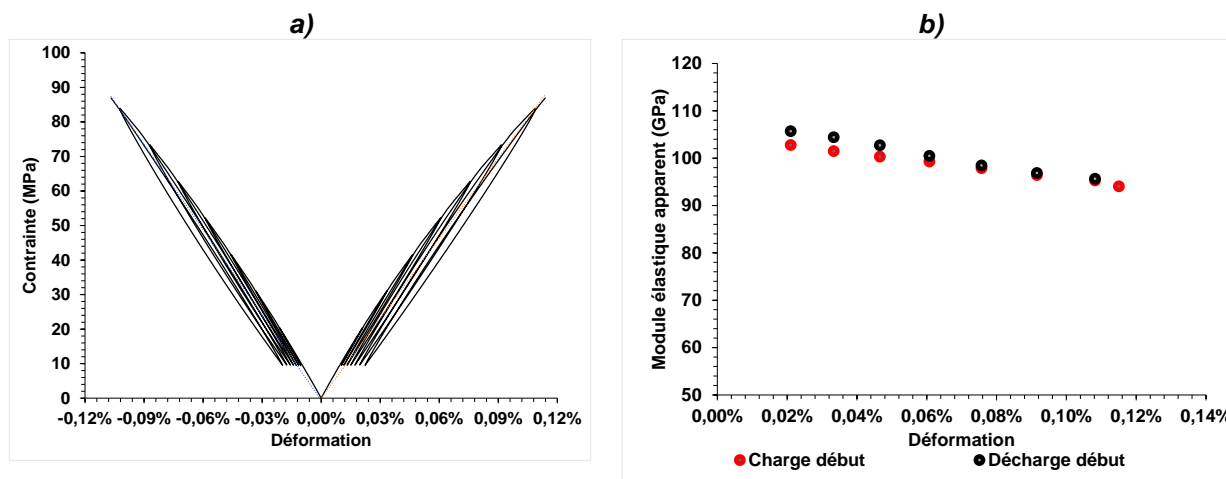 a)
Contrainte (MPa)
100
90
80
70
60
50
40
30
20
10
0
-0,12% -0,09% -0,06% -0,03% 0,00% 0,03% 0,06% 0,09% 0,12%
Déformation
b)
Module élastique apparent (GPa)
120
110
100
90
80
70
60
50
0,00% 0,02% 0,04% 0,06% 0,08% 0,10% 0,12% 0,14%
Déformation
Charge début Décharge début